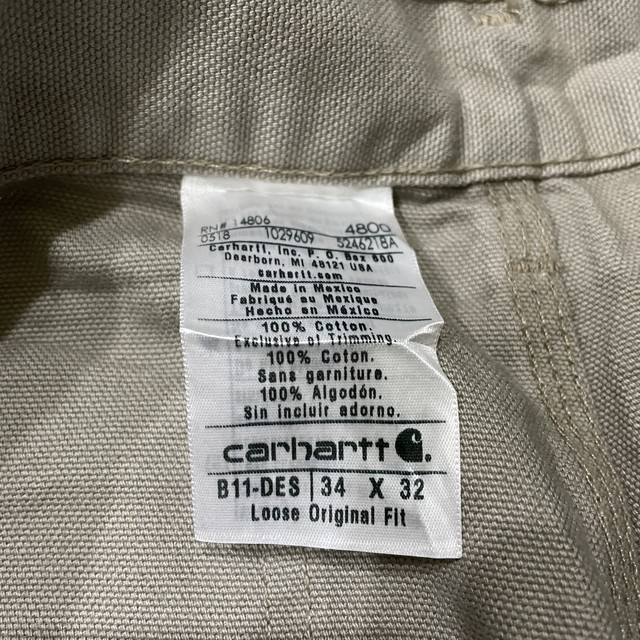 RN# 14806 4800
0518 1029609 524621BA
Carhartt, Inc. P. O. Box 600
Dearborn, MI 48121 USA
carhartt.com
Made in Mexico
Fabriqué au Mexique
Hecho en México
100% Cotton.
Exclusive of Trimming.
100% Coton.
Sans garniture.
100% Algodón.
Sin incluir adorno.
carhartt
B11-DES 34 X 32
Loose Original Fit